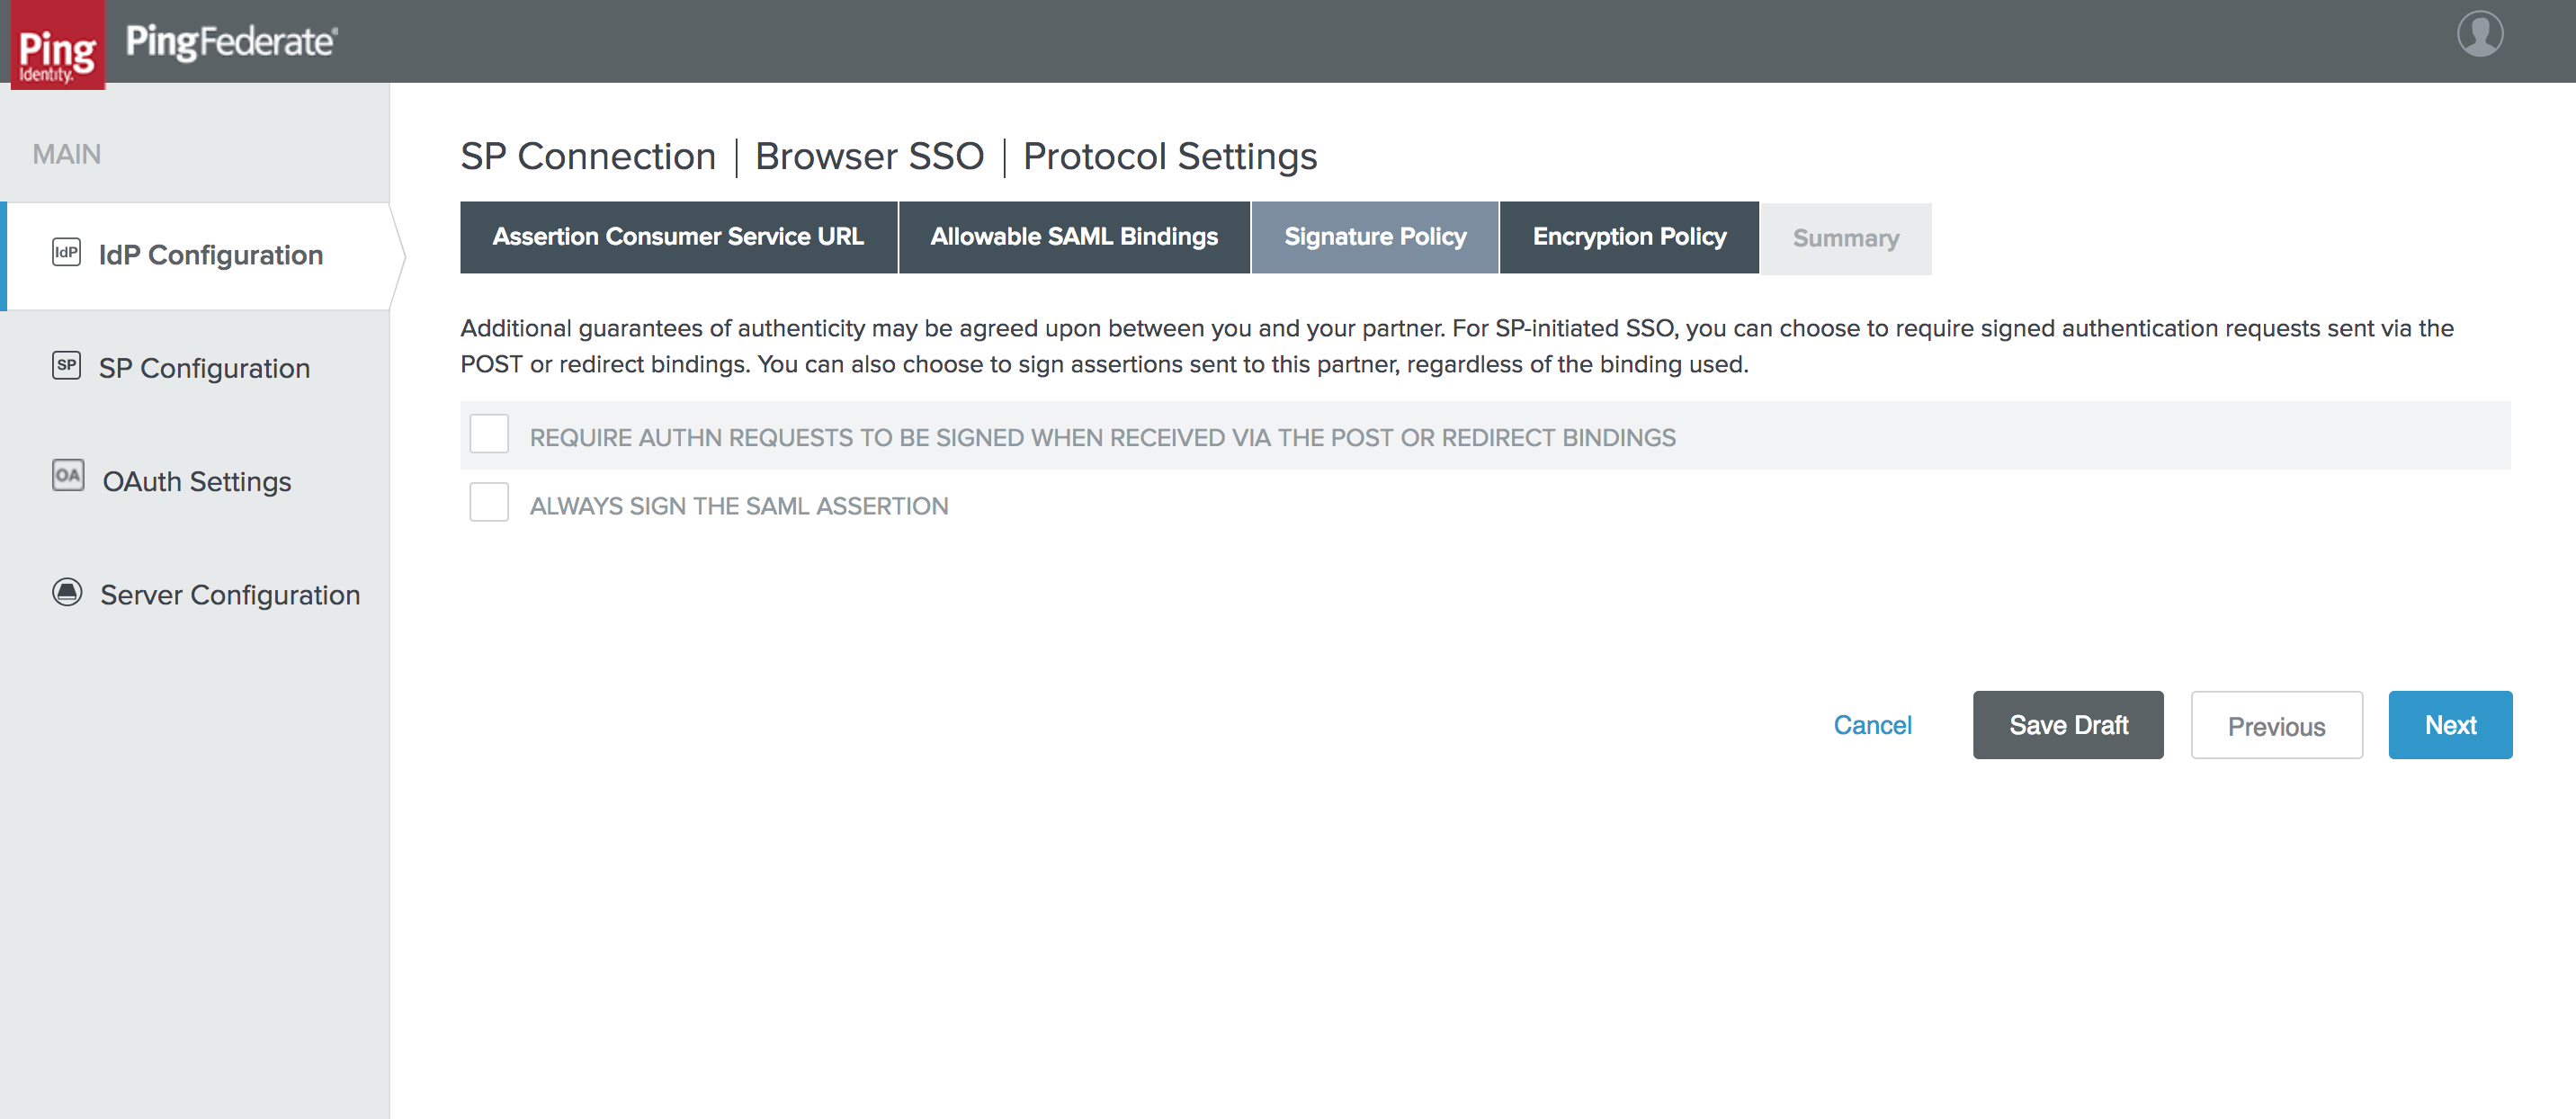 Ping
Identity.
PingFederate®
MAIN
IdP IdP Configuration
SP SP Configuration
OA OAuth Settings
Server Configuration
SP Connection | Browser SSO | Protocol Settings
Assertion Consumer Service URL Allowable SAML Bindings Signature Policy Encryption Policy Summary
Additional guarantees of authenticity may be agreed upon between you and your partner. For SP-initiated SSO, you can choose to require signed authentication requests sent via the
POST or redirect bindings. You can also choose to sign assertions sent to this partner, regardless of the binding used.
REQUIRE AUTHN REQUESTS TO BE SIGNED WHEN RECEIVED VIA THE POST OR REDIRECT BINDINGS
ALWAYS SIGN THE SAML ASSERTION
Cancel Save Draft Previous Next